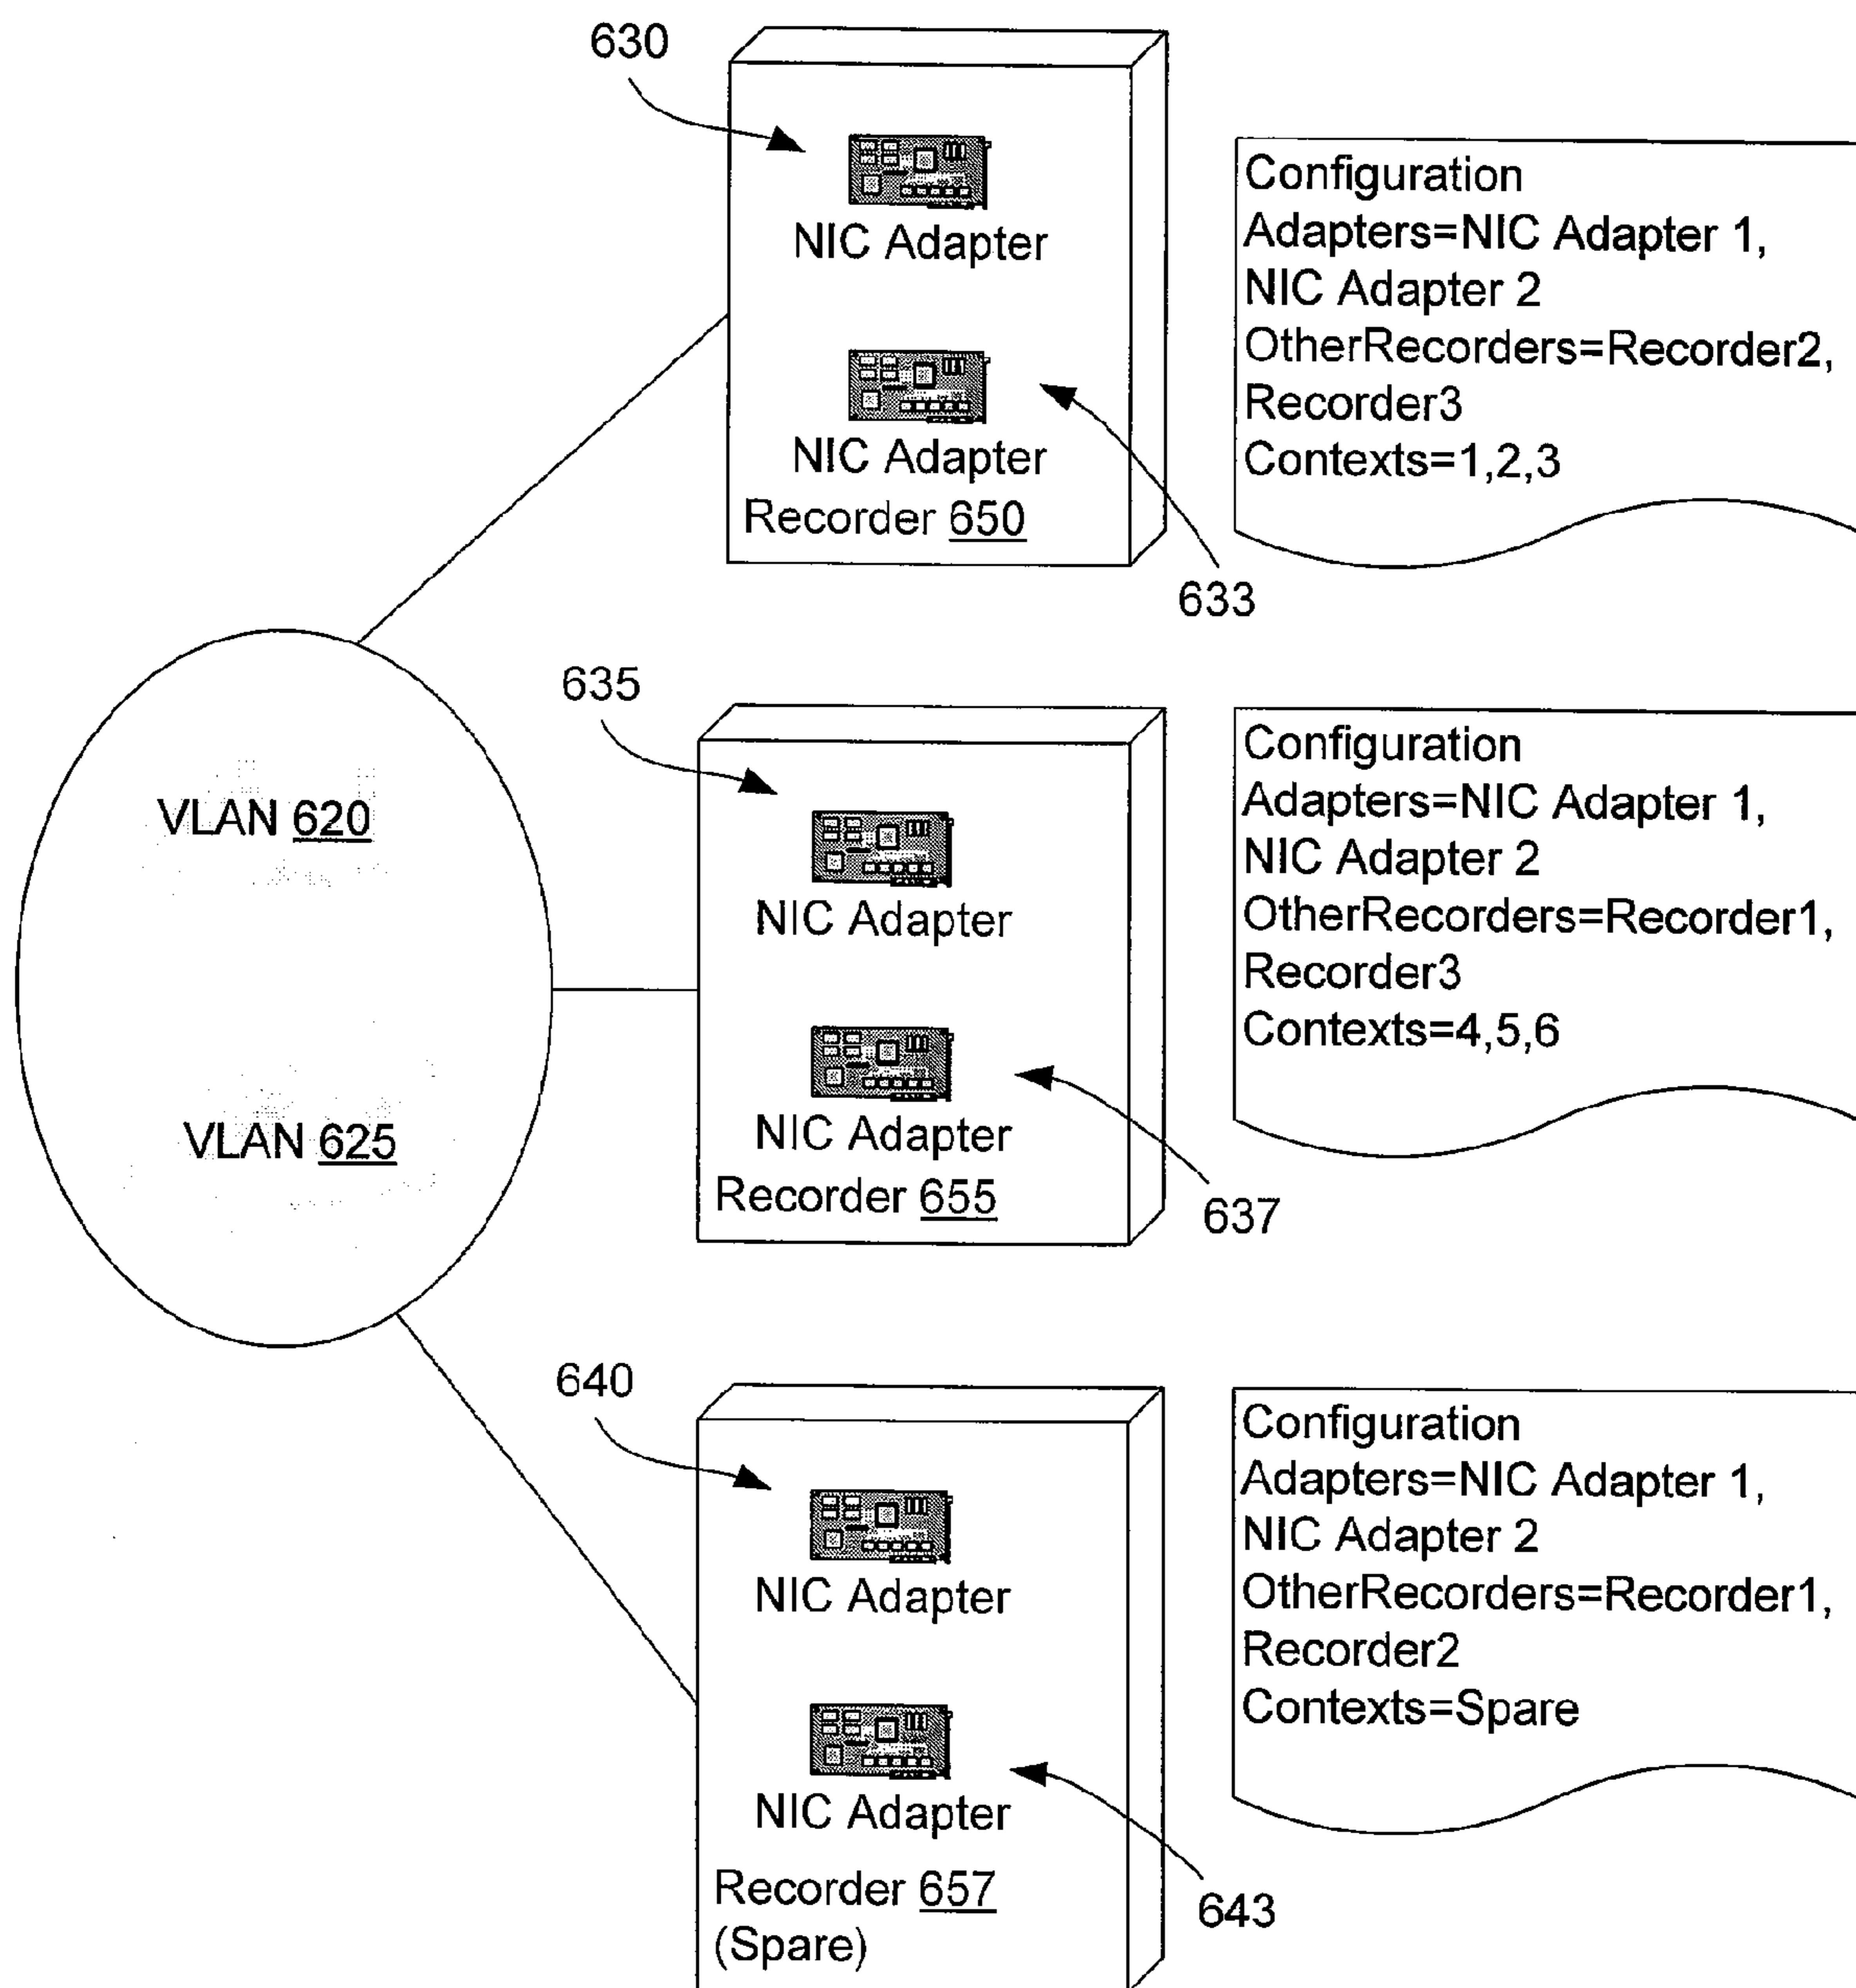 630
NIC Adapter
NIC Adapter
Recorder 650
633
Configuration
Adapters=NIC Adapter 1,
NIC Adapter 2
OtherRecorders=Recorder2,
Recorder3
Contexts=1,2,3
VLAN 620
VLAN 625
635
NIC Adapter
NIC Adapter
Recorder 655
637
Configuration
Adapters=NIC Adapter 1,
NIC Adapter 2
OtherRecorders=Recorder1,
Recorder3
Contexts=4,5,6
640
NIC Adapter
NIC Adapter
Recorder 657
(Spare)
643
Configuration
Adapters=NIC Adapter 1,
NIC Adapter 2
OtherRecorders=Recorder1,
Recorder2
Contexts=Spare